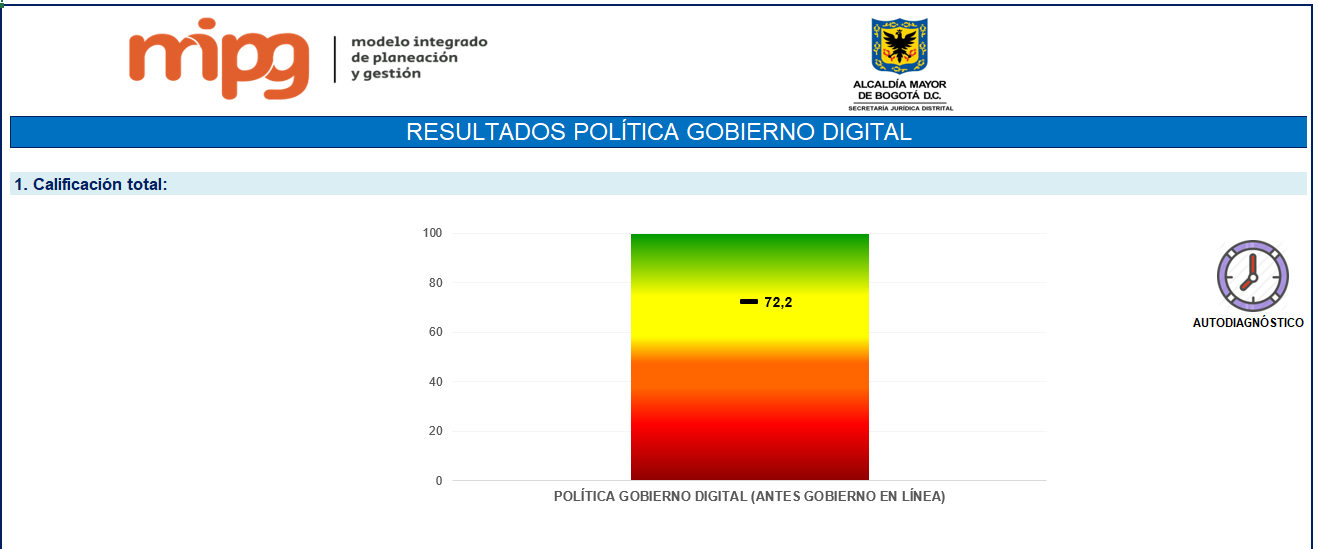 mipg
modelo integrado
de planeación
y gestión
ALCALDÍA MAYOR
DE BOGOTÁ D.C.
SECRETARÍA JURÍDICA DISTRITAL
RESULTADOS POLÍTICA GOBIERNO DIGITAL
1. Calificación total:
100
80
60
40
20
0
72,2
POLÍTICA GOBIERNO DIGITAL (ANTES GOBIERNO EN LÍNEA)
AUTODIAGNÓSTICO